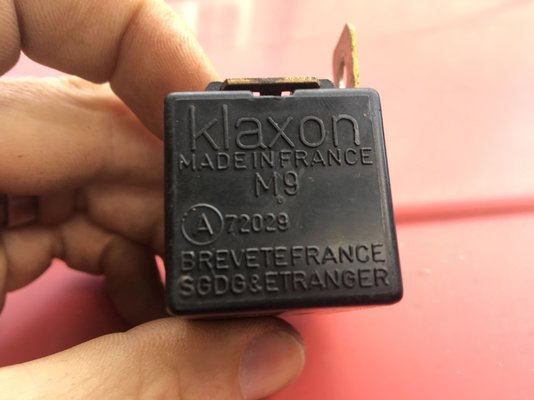 klaxon
MADE IN FRANCE
M9
A 72029
BREVETE FRANCE
SGDG & ETRANGER